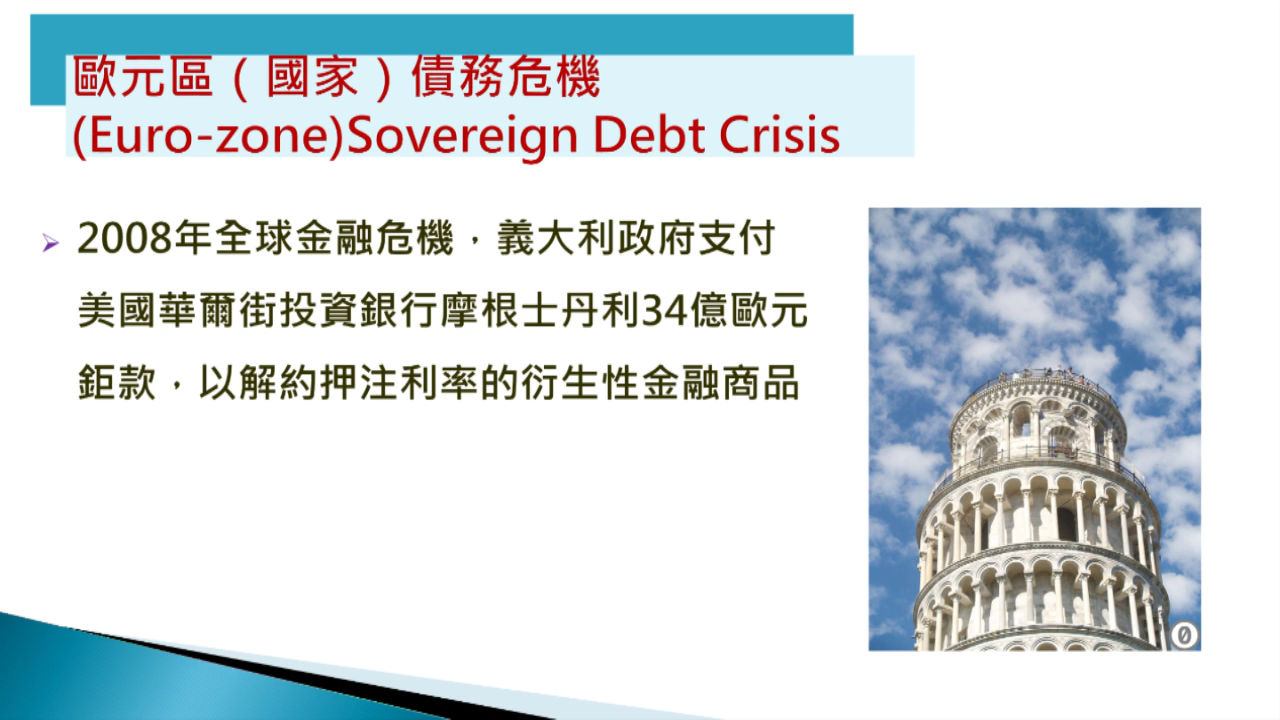 歐元區（國家）債務危機
(Euro-zone)Sovereign Debt Crisis
2008年全球金融危機，義大利政府支付
美國華爾街投資銀行摩根士丹利34億歐元
鉅款，以解約押注利率的衍生性金融商品